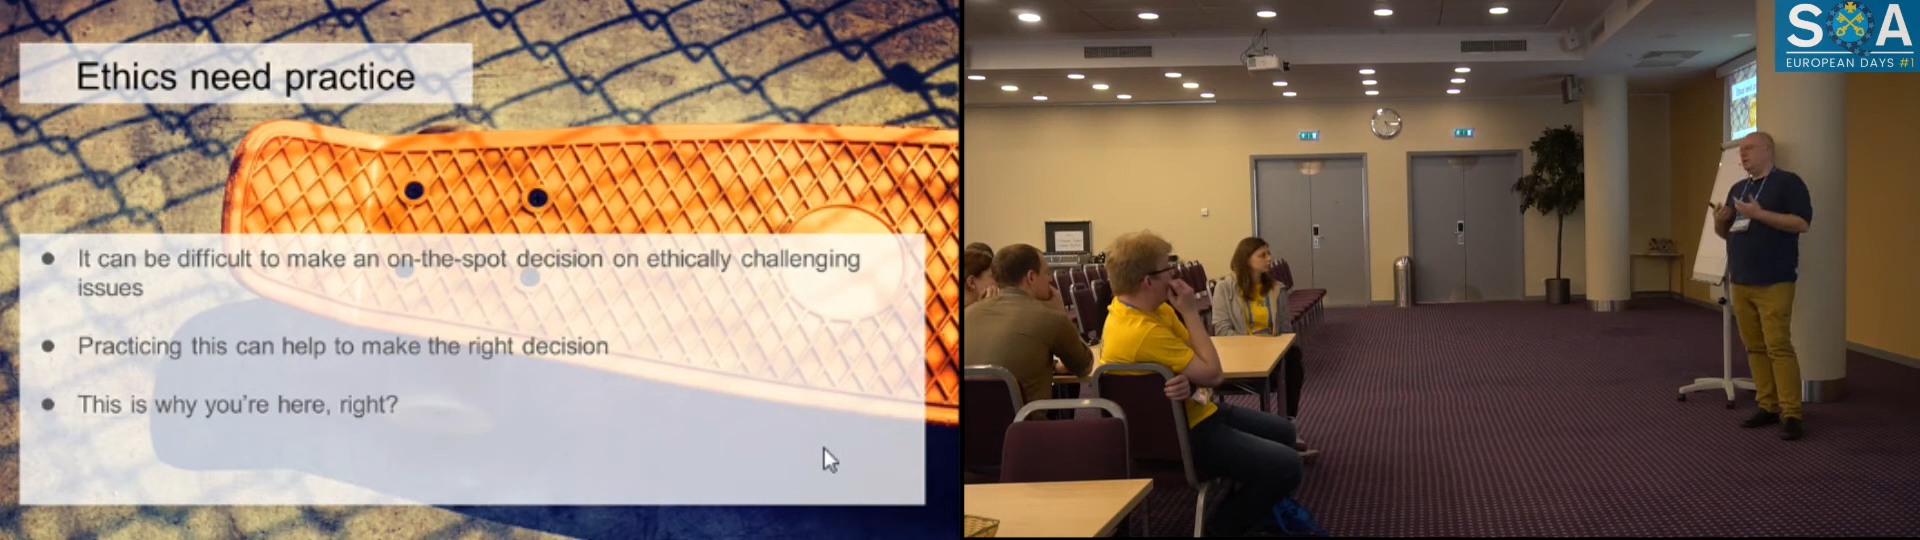 Ethics need practice
It can be difficult to make an on-the-spot decision on ethically challenging
issues
Practicing this can help to make the right decision
This is why you're here, right?
SHA
EUROPEAN DAYS #1